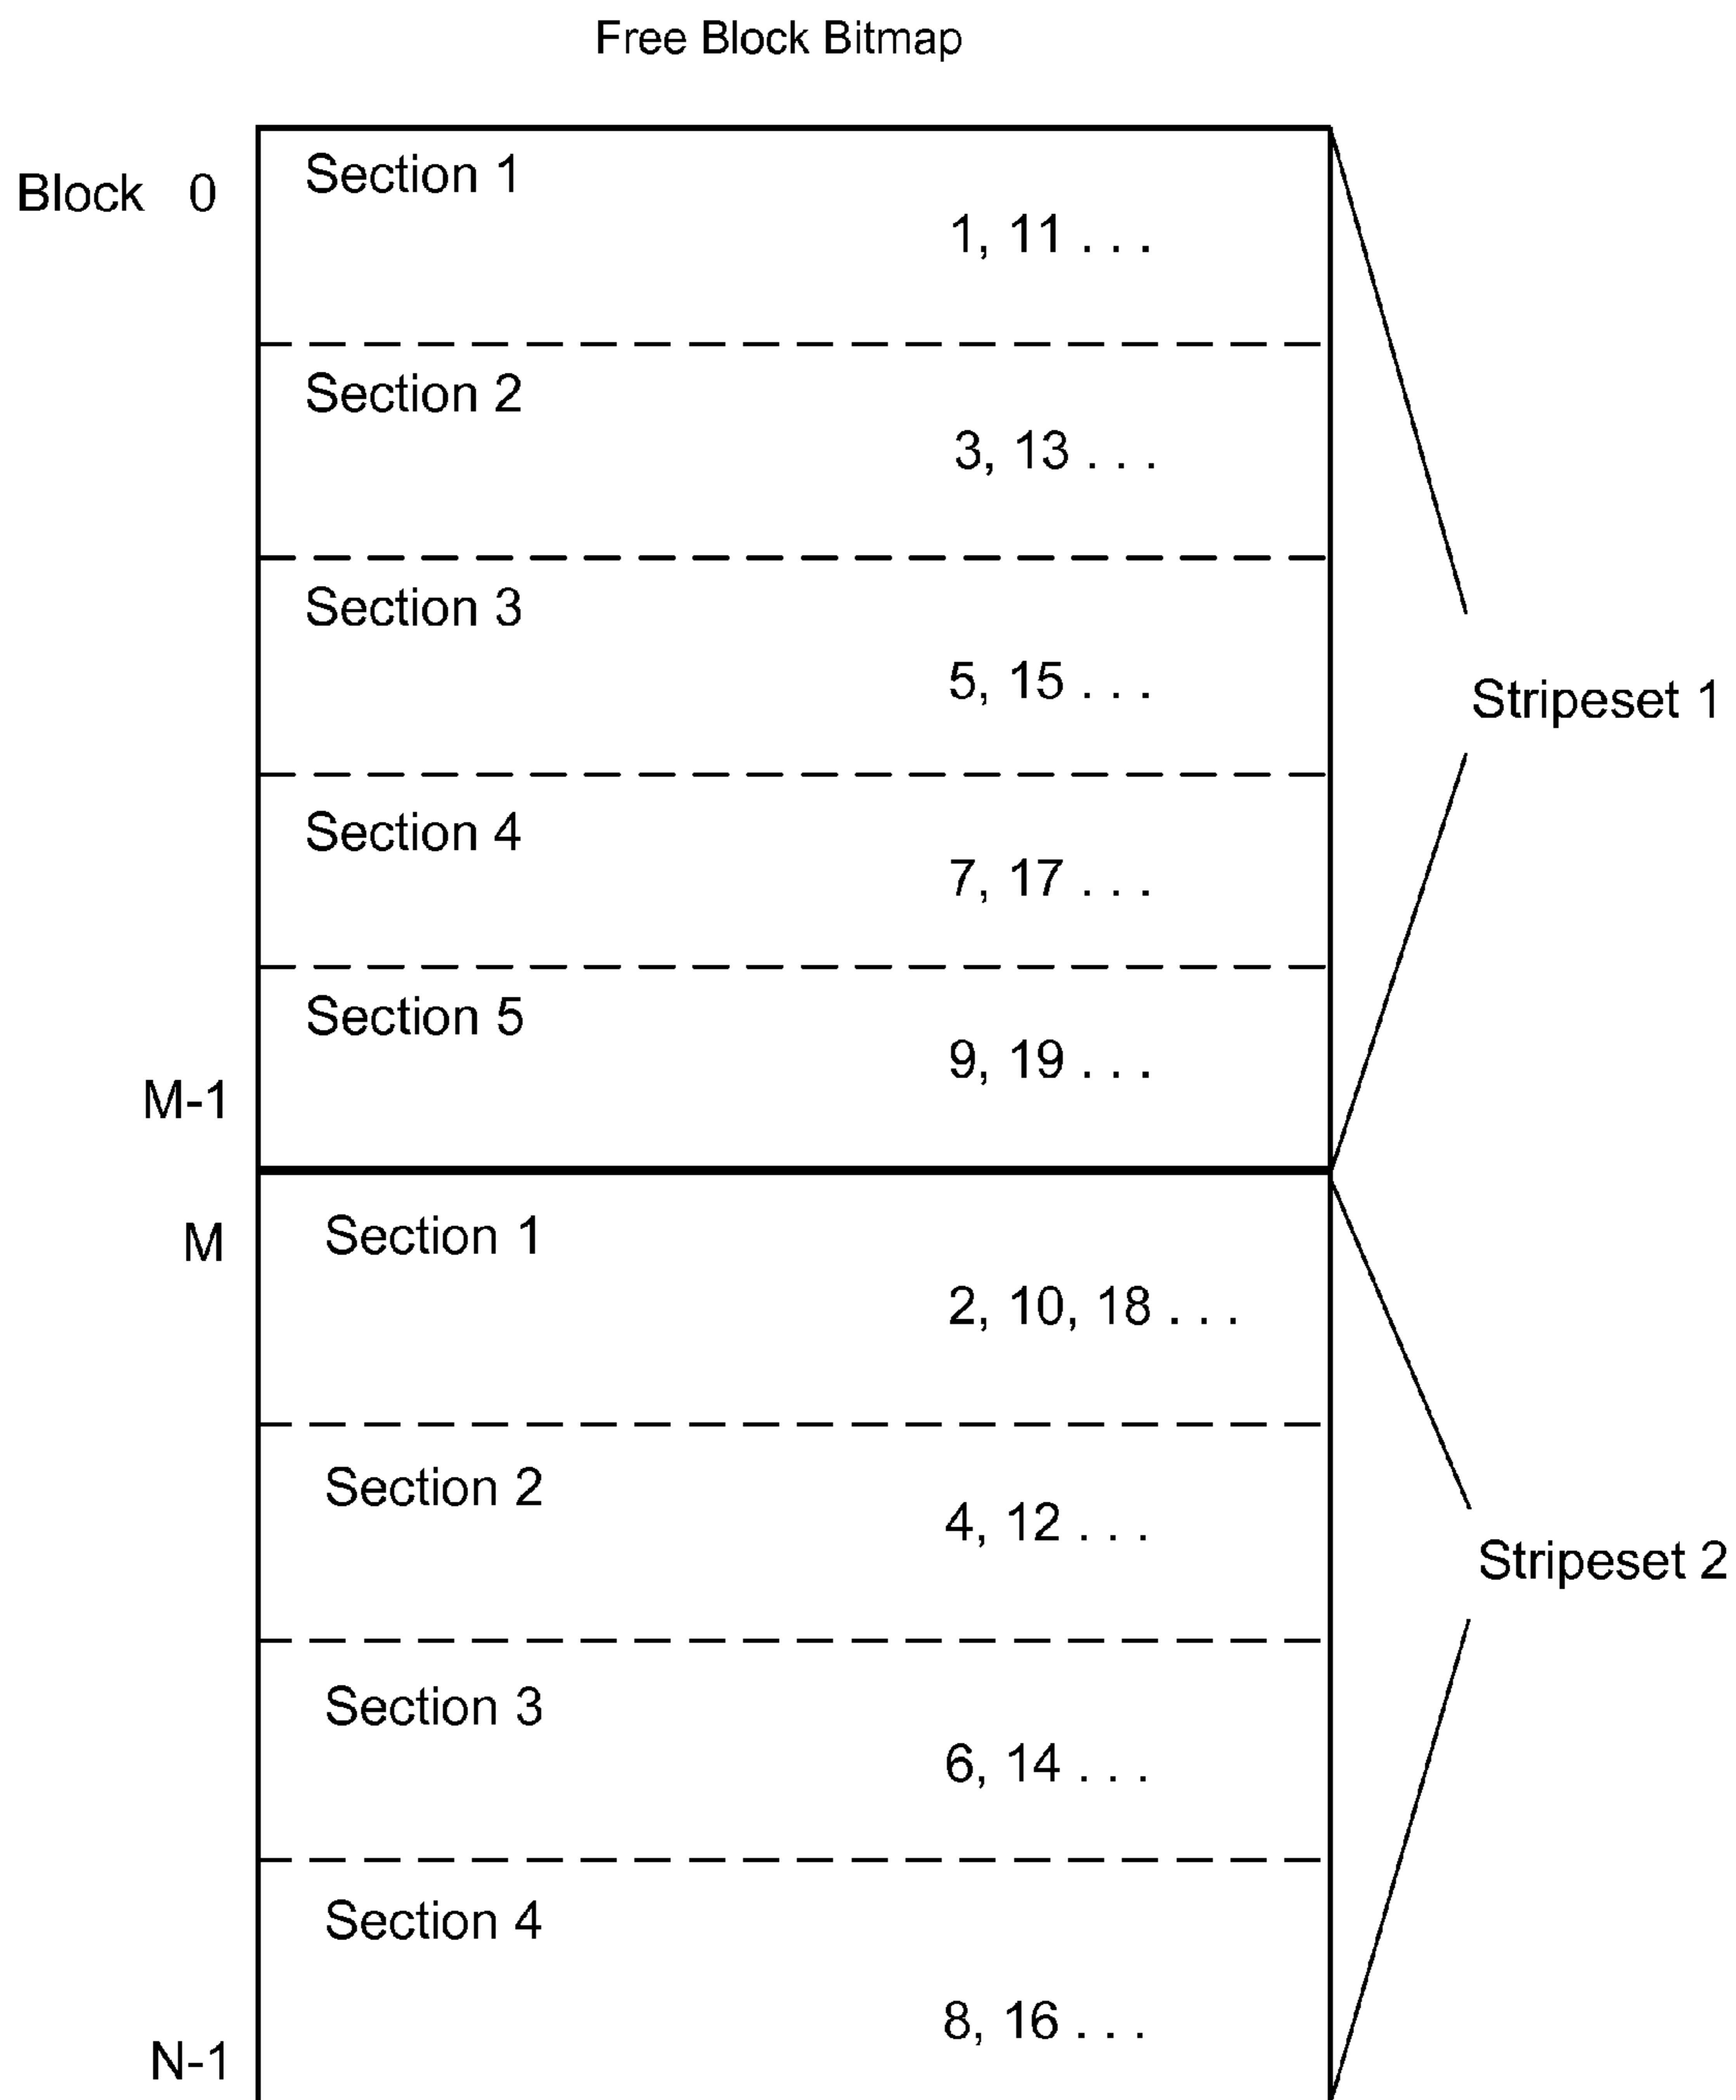 Free Block Bitmap
Block 0
Section 1
1, 11 . . .
Section 2
3, 13 . . .
Section 3
5, 15 . . .
Stripeset 1
Section 4
7, 17 . . .
Section 5
9, 19 . . .
M-1
M
Section 1
2, 10, 18 . . .
Section 2
4, 12 . . .
Stripeset 2
Section 3
6, 14 . . .
Section 4
8, 16 . . .
N-1